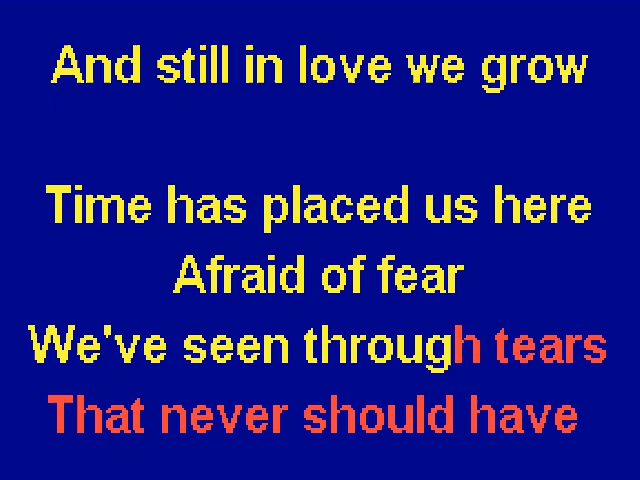 And still in love we grow
Time has placed us here
Afraid of fear
We've seen through tears
That never should have